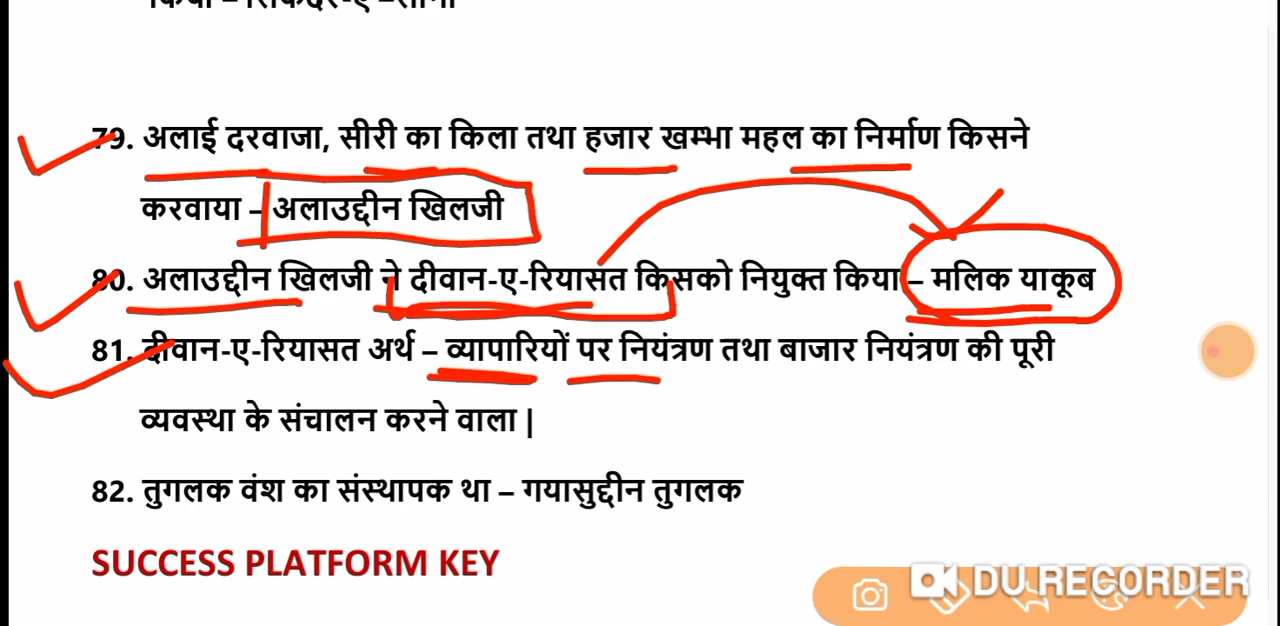 किया – सिकंदर-ए –सानी
79. अलाई दरवाजा, सीरी का किला तथा हजार खम्भा महल का निर्माण किसने
करवाया – अलाउद्दीन खिलजी
80. अलाउद्दीन खिलजी ने दीवान-ए-रियासत किसको नियुक्त किया – मलिक याकूब
81. दीवान-ए-रियासत अर्थ – व्यापारियों पर नियंत्रण तथा बाजार नियंत्रण की पूरी
व्यवस्था के संचालन करने वाला |
82. तुगलक वंश का संस्थापक था – गयासुद्दीन तुगलक
SUCCESS PLATFORM KEY
DU RECORDER